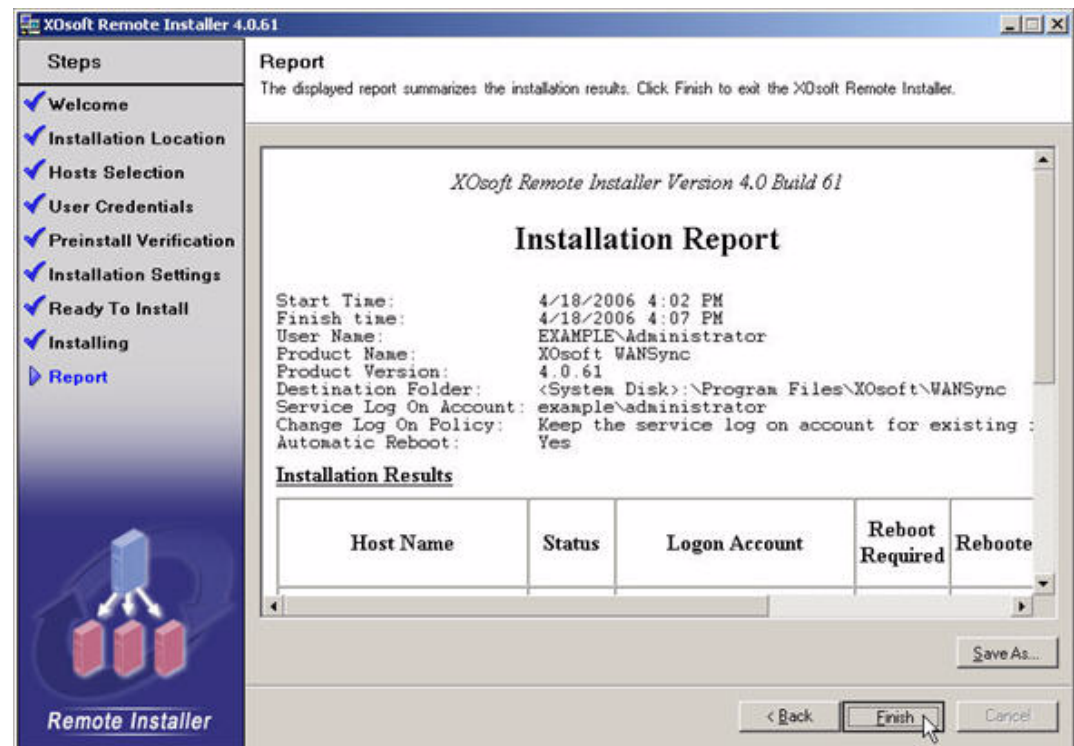 XOsoft Remote Installer 4.0.61
Steps
Welcome
Installation Location
Hosts Selection
User Credentials
Preinstall Verification
Installation Settings
Ready To Install
Installing
Report
Remote Installer
Report
The displayed report summarizes the installation results. Click Finish to exit the XOsoft Remote Installer.
XOsoft Remote Installer Version 4.0 Build 61
Installation Report
Start Time: 4/18/2006 4:02 PM
Finish time: 4/18/2006 4:07 PM
User Name: EXAMPLE\Administrator
Product Name: XOsoft WANSync
Product Version: 4.0.61
Destination Folder: <System Disk>:\Program Files\XOsoft\WANSync
Service Log On Account: example\administrator
Change Log On Policy: Keep the service log on account for existing
Automatic Reboot: Yes
Installation Results
Host Name Status Logon Account Reboot Required Reboote
Save As...
< Back Finish Cancel